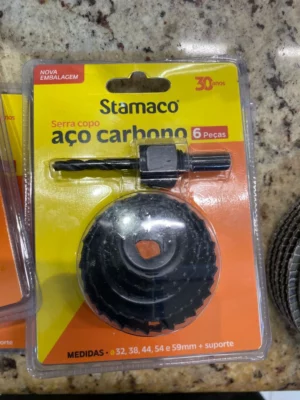 NOVA
EMBALAGEM
30 anos
Stamaco
Serra copo
aço carbono 6 Peças
MEDIDAS • 32, 38, 44, 54 e 59mm + suporte